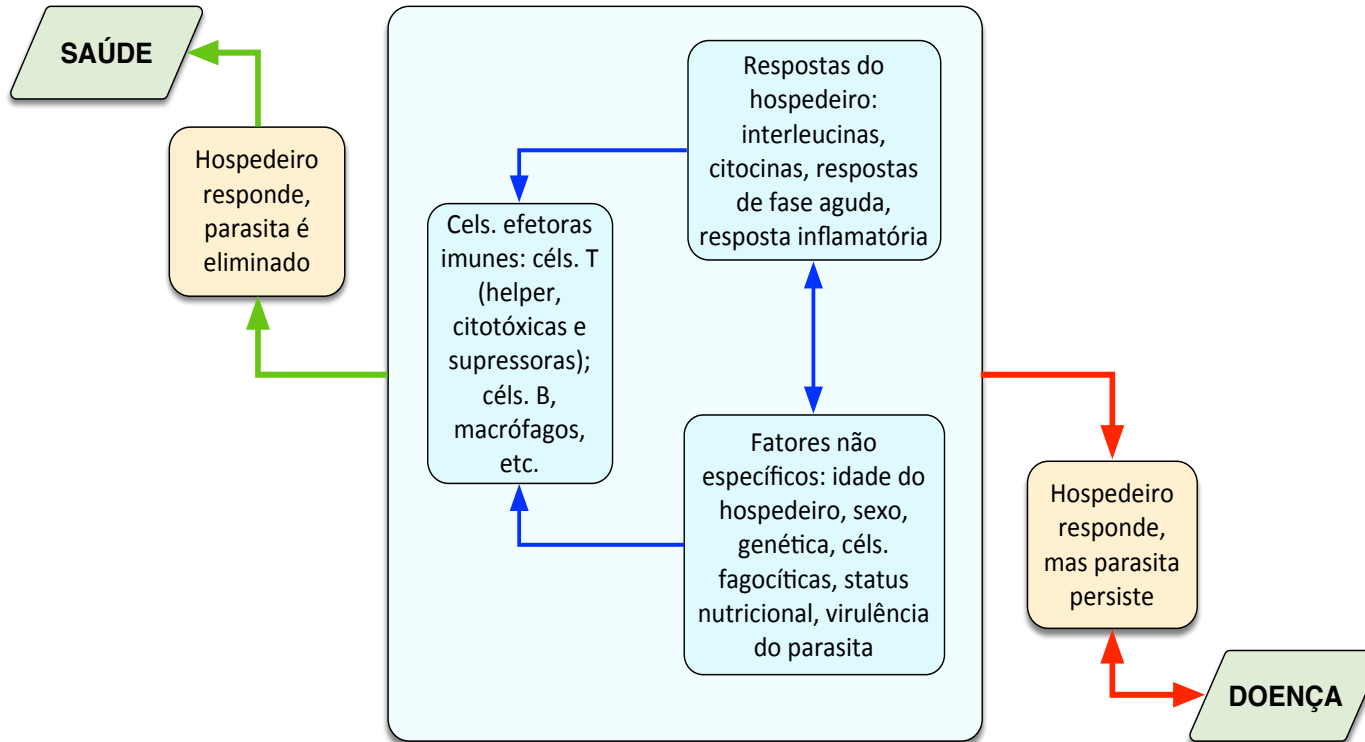 SAÚDE
Hospedeiro
responde,
parasita é
eliminado
Respostas do
hospedeiro:
interleucinas,
citocinas, respostas
de fase aguda,
resposta inflamatória
Cels. efetoras
imunes: céls. T
(helper,
citotóxicas e
supressoras);
céls. B,
macrófagos,
etc.
Fatores não
específicos: idade do
hospedeiro, sexo,
genética, céls.
fagocíticas, status
nutricional, virulência
do parasita
Hospedeiro
responde,
mas parasita
persiste
DOENÇA